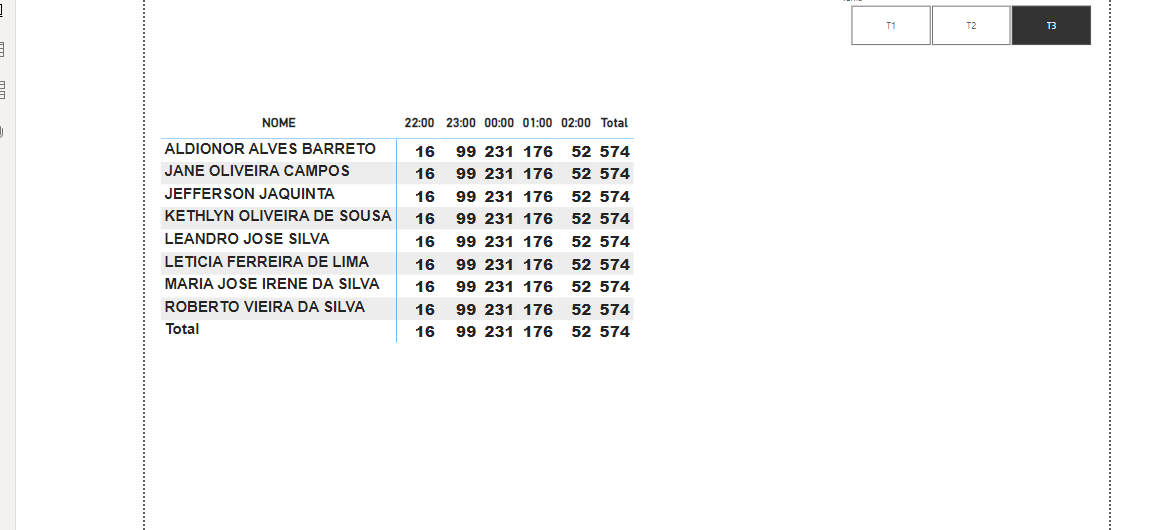 T1 T2 T3
NOME 22:00 23:00 00:00 01:00 02:00 Total
ALDIONOR ALVES BARRETO 16 99 231 176 52 574
JANE OLIVEIRA CAMPOS 16 99 231 176 52 574
JEFFERSON JAQUINTA 16 99 231 176 52 574
KETHLYN OLIVEIRA DE SOUSA 16 99 231 176 52 574
LEANDRO JOSE SILVA 16 99 231 176 52 574
LETICIA FERREIRA DE LIMA 16 99 231 176 52 574
MARIA JOSE IRENE DA SILVA 16 99 231 176 52 574
ROBERTO VIEIRA DA SILVA 16 99 231 176 52 574
Total 16 99 231 176 52 574